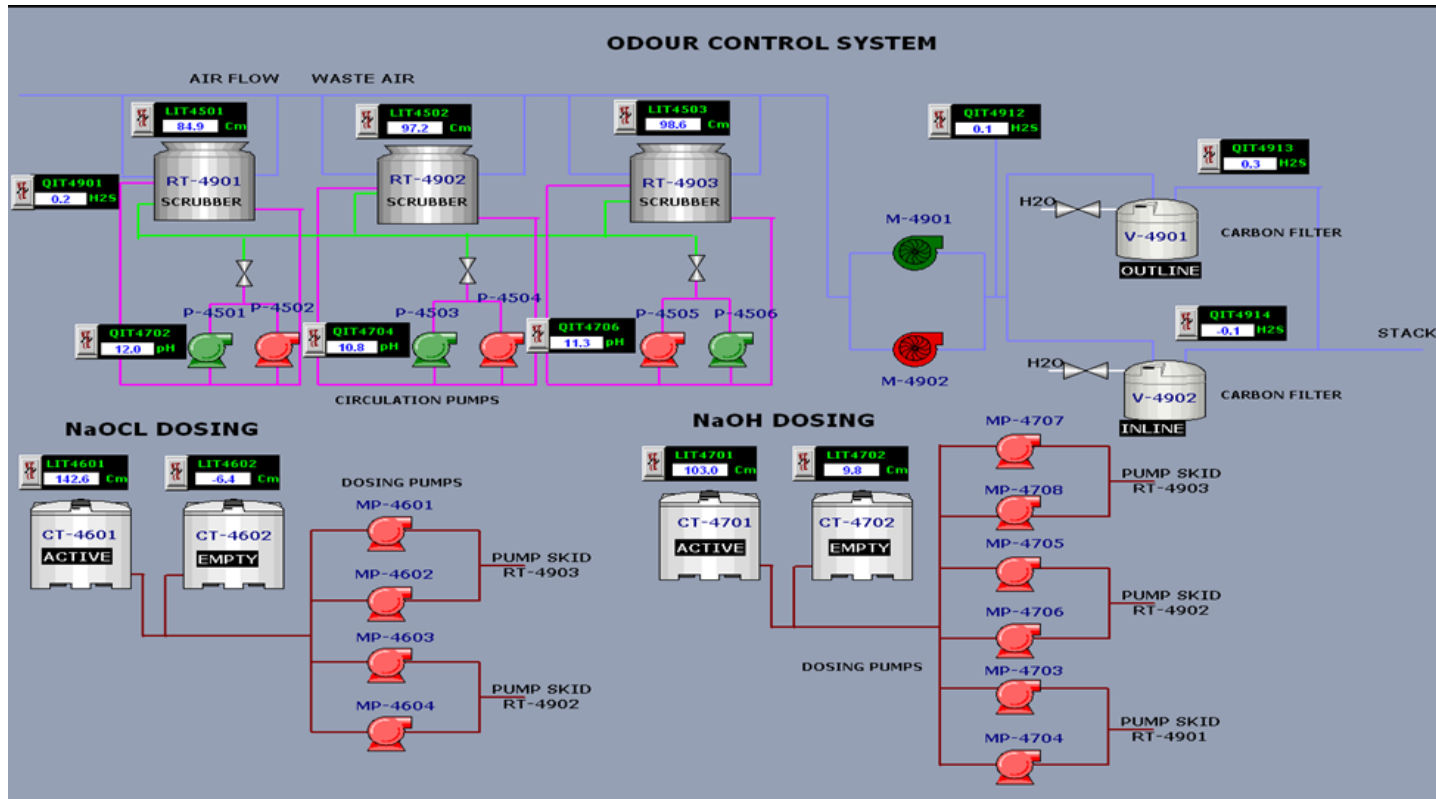 ODOUR CONTROL SYSTEM
AIR FLOW
WASTE AIR
LIT4501
84.9 Cm
LIT4502
97.2 Cm
LIT4503
98.6 Cm
QIT4912
0.1 H2S
QIT4913
0.3 H2S
QIT4901
0.2 H2S
RT-4901
SCRUBBER
RT-4902
SCRUBBER
RT-4903
SCRUBBER
H2O
V-4901
CARBON FILTER
OUTLINE
M-4901
P-4501
P-4502
P-4503
P-4504
P-4505
P-4506
QIT4702
12.0 pH
QIT4704
10.8 pH
QIT4706
11.3 pH
QIT4914
-0.1 H2S
STACK
M-4902
H2O
V-4902
CARBON FILTER
INLINE
CIRCULATION PUMPS
NaOCL DOSING
LIT4601
142.6 Cm
LIT4602
-6.4 Cm
CT-4601
ACTIVE
CT-4602
EMPTY
DOSING PUMPS
MP-4601
MP-4602
PUMP SKID
RT-4903
MP-4603
MP-4604
PUMP SKID
RT-4902
NaOH DOSING
LIT4701
103.0 Cm
LIT4702
9.8 Cm
CT-4701
ACTIVE
CT-4702
EMPTY
DOSING PUMPS
MP-4707
MP-4708
PUMP SKID
RT-4903
MP-4705
MP-4706
PUMP SKID
RT-4902
MP-4703
MP-4704
PUMP SKID
RT-4901